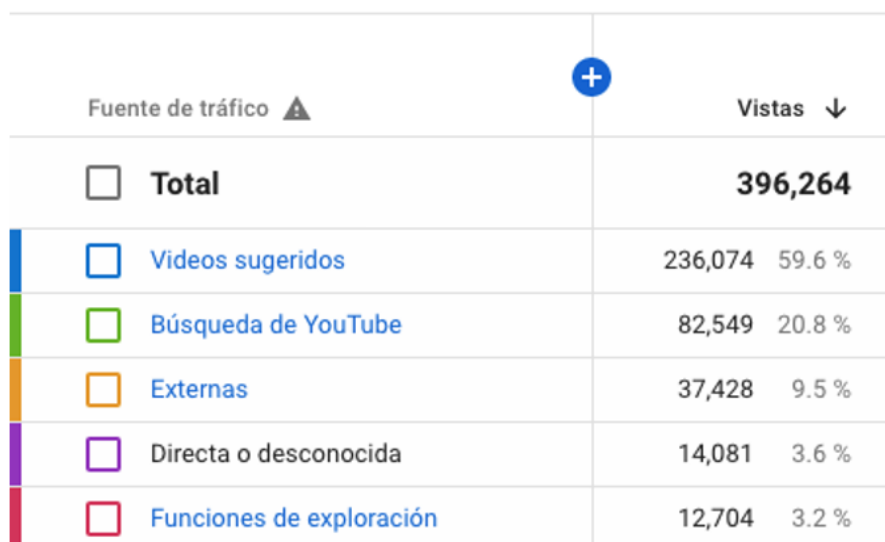 Fuente de tráfico Vistas
Total 396,264
Videos sugeridos 236,074 59.6 %
Búsqueda de YouTube 82,549 20.8 %
Externas 37,428 9.5 %
Directa o desconocida 14,081 3.6 %
Funciones de exploración 12,704 3.2 %